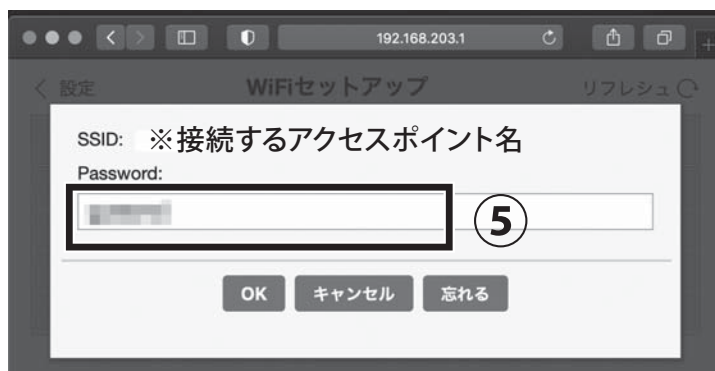 192.168.203.1
設定 WiFiセットアップ リフレシュ
SSID: ※接続するアクセスポイント名
Password:
⑤
OK キャンセル 忘れる